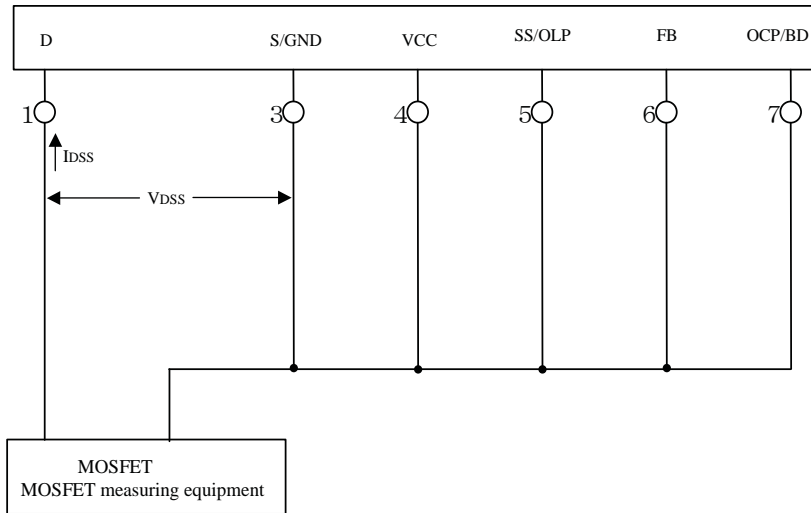 D S/GND VCC SS/OLP FB OCP/BD
1 3 4 5 6 7
IDSS
VDSS
MOSFET
MOSFET measuring equipment